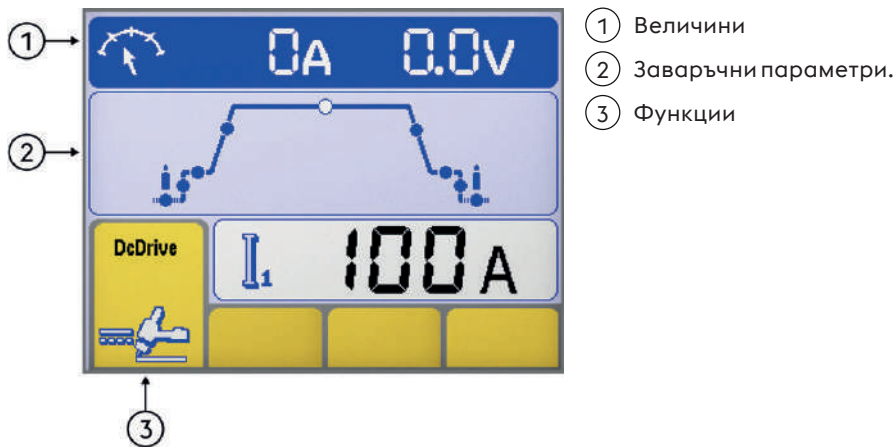 1 0A 0.0V
1 Величини
2 Заваръчни параметри.
3 Функции
2
DcDrive
I1 100A
3